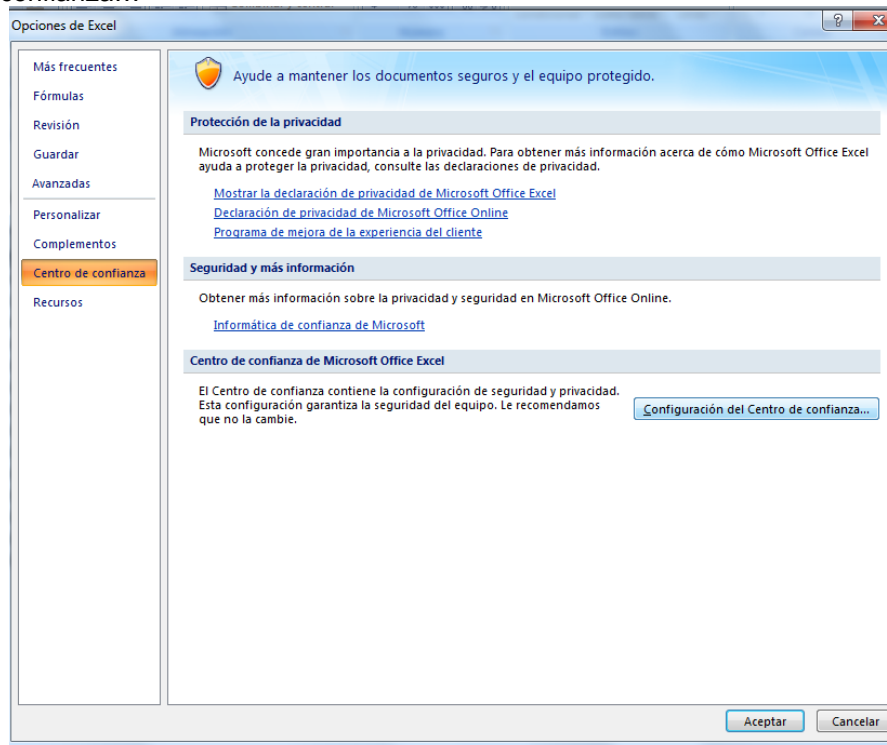 confianza...
Opciones de Excel
Más frecuentes
Fórmulas
Revisión
Guardar
Avanzadas
Personalizar
Complementos
Centro de confianza
Recursos
Ayude a mantener los documentos seguros y el equipo protegido.
Protección de la privacidad
Microsoft concede gran importancia a la privacidad. Para obtener más información acerca de cómo Microsoft Office Excel
ayuda a proteger la privacidad, consulte las declaraciones de privacidad.
Mostrar la declaración de privacidad de Microsoft Office Excel
Declaración de privacidad de Microsoft Office Online
Programa de mejora de la experiencia del cliente
Seguridad y más información
Obtener más información sobre la privacidad y seguridad en Microsoft Office Online.
Informática de confianza de Microsoft
Centro de confianza de Microsoft Office Excel
El Centro de confianza contiene la configuración de seguridad y privacidad.
Esta configuración garantiza la seguridad del equipo. Le recomendamos
que no la cambie.
Configuración del Centro de confianza...
Aceptar
Cancelar